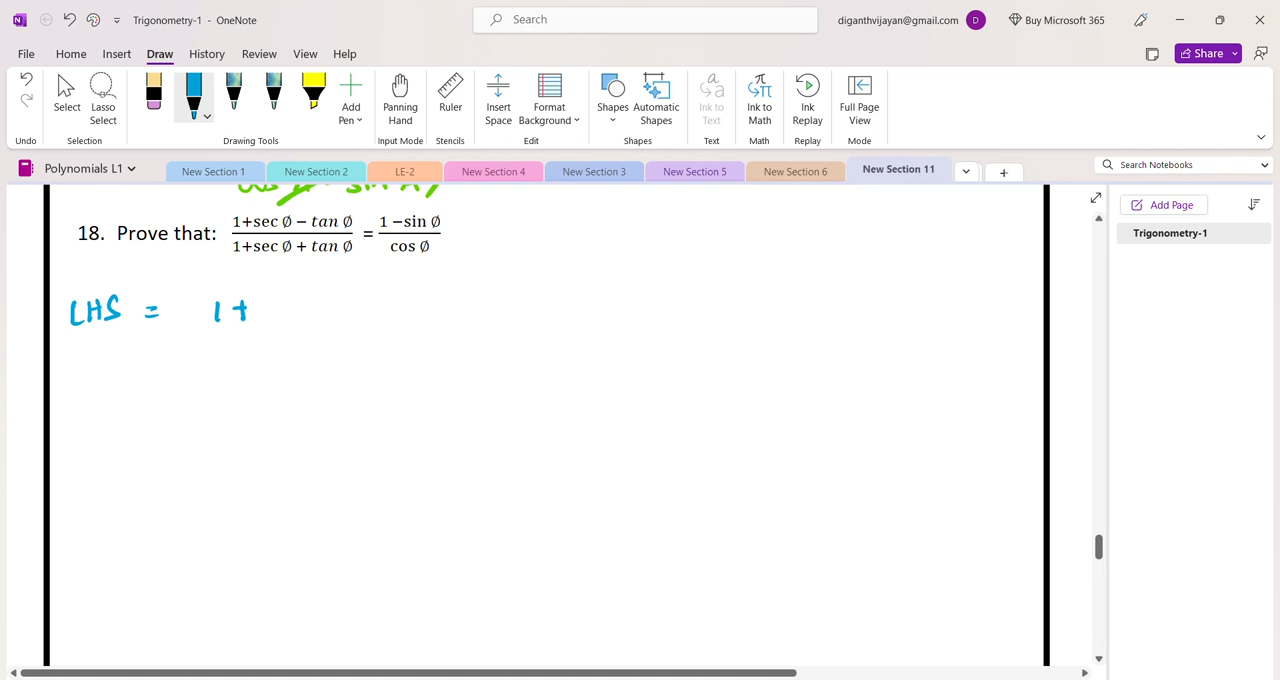 Trigonometry-1 - OneNote
Search
diganthvijayan@gmail.com
D
Buy Microsoft 365
File Home Insert Draw History Review View Help
Share
Select
Lasso Select
Add Pen
Panning Hand
Ruler
Insert Space
Format Background
Shapes
Automatic Shapes
Ink to Text
Ink to Math
Ink Replay
Full Page View
Undo
Selection
Drawing Tools
Input Mode
Stencils
Edit
Shapes
Text
Math
Replay
Mode
Polynomials L1
New Section 1 New Section 2 LE-2 New Section 4 New Section 3 New Section 5 New Section 6 New Section 11 +
Search Notebooks
Add Page
Trigonometry-1
18. Prove that: (1+sec Ø − tan Ø)/(1+sec Ø + tan Ø) = (1 −sin Ø)/(cos Ø)
LHS = 1 +